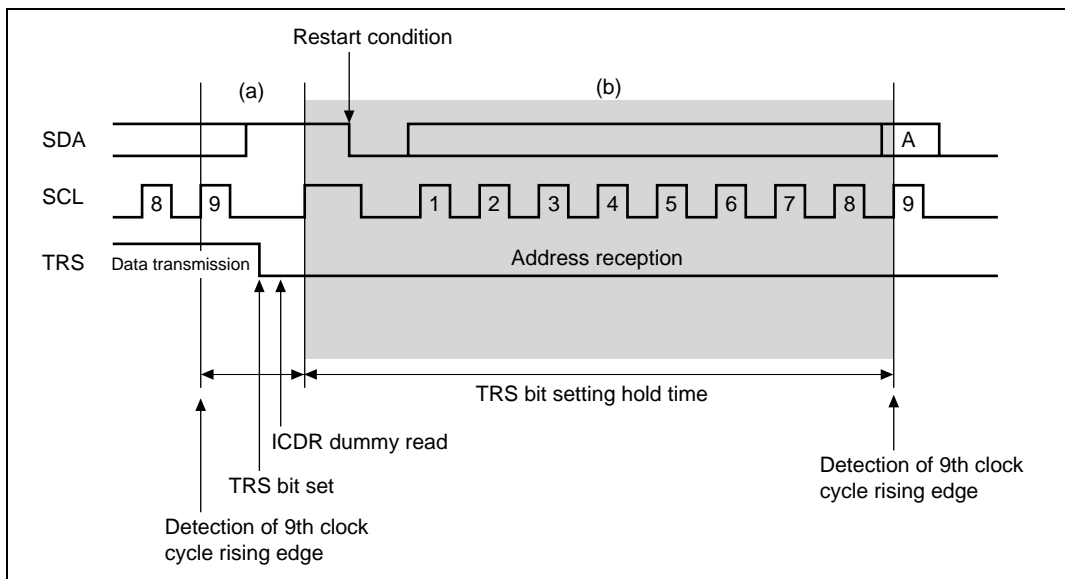 Restart condition
(a)
(b)
SDA
A
SCL
8
9
1
2
3
4
5
6
7
8
9
TRS
Data transmission
Address reception
TRS bit setting hold time
ICDR dummy read
TRS bit set
Detection of 9th clock
cycle rising edge
Detection of 9th clock
cycle rising edge